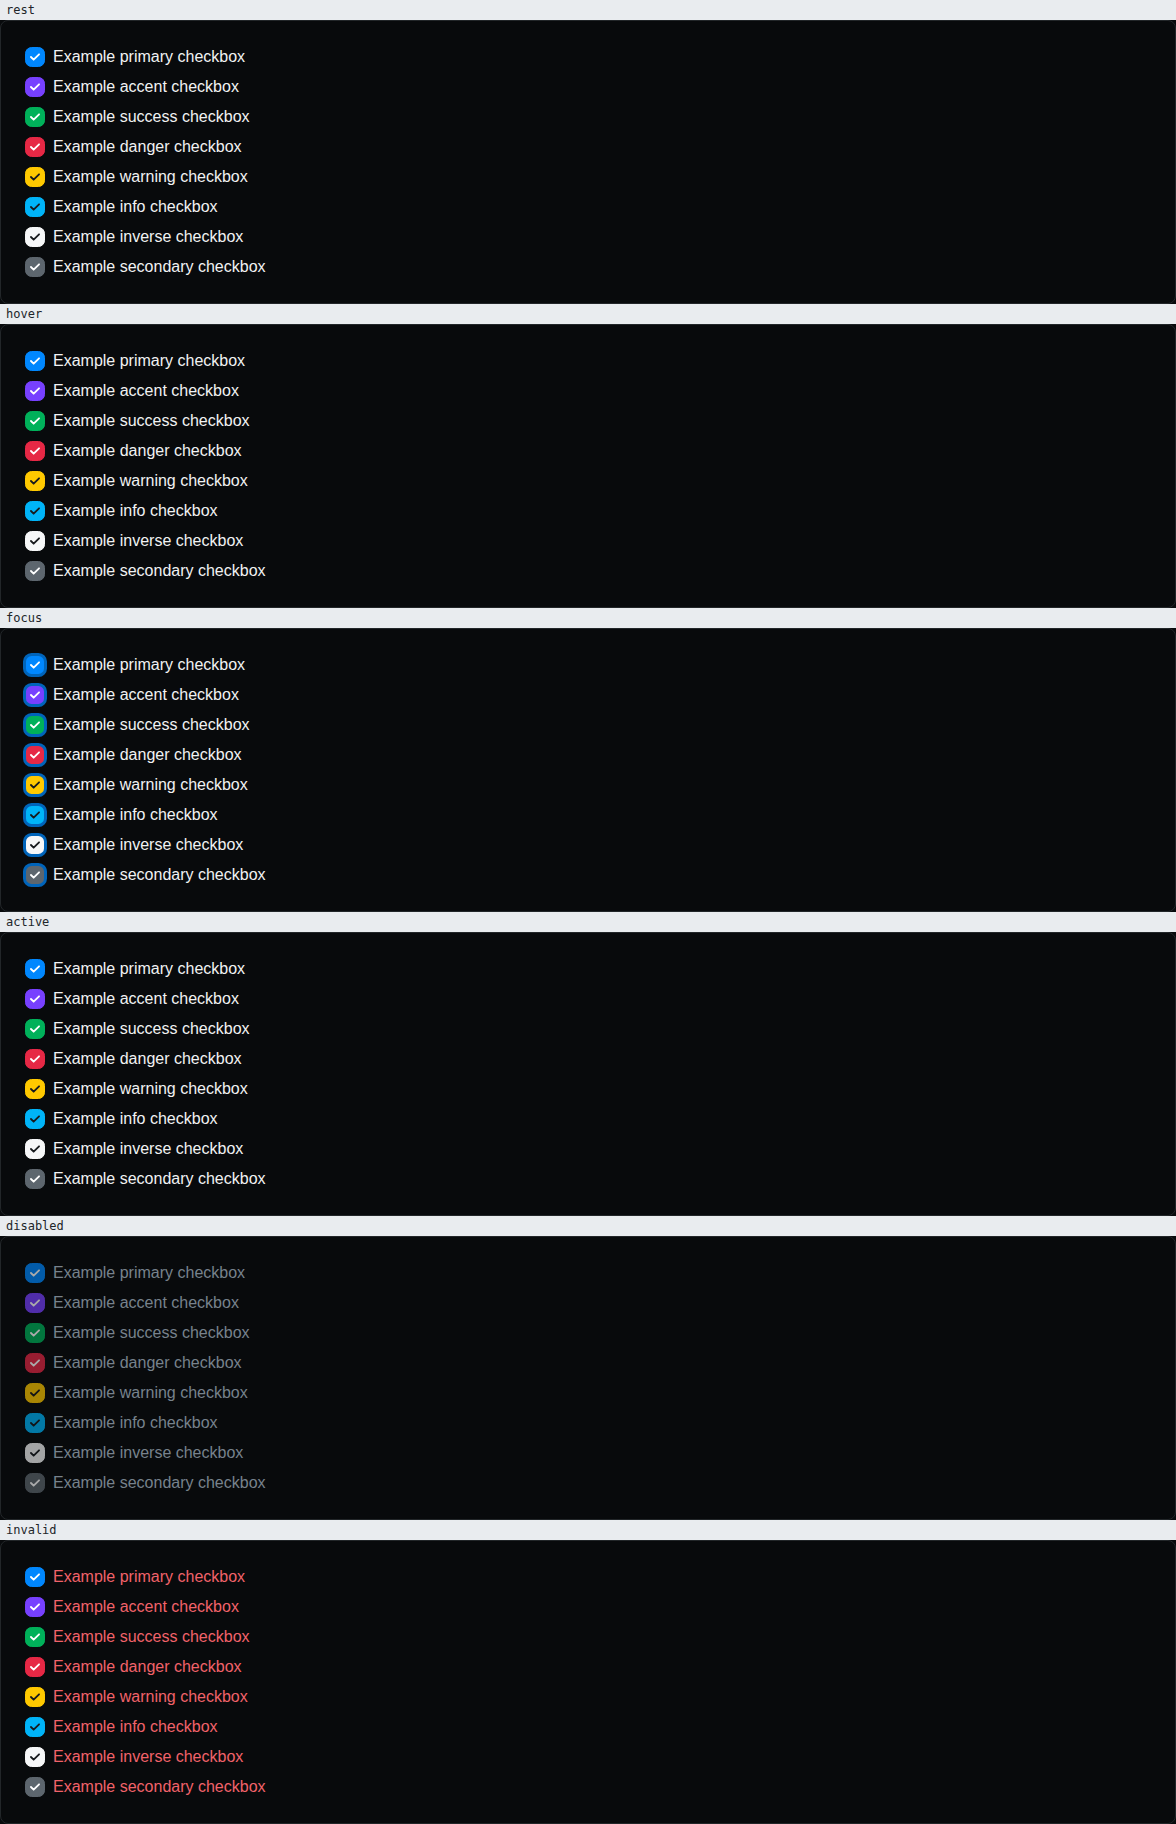 rest
Example primary checkbox
Example accent checkbox
Example success checkbox
Example danger checkbox
Example warning checkbox
Example info checkbox
Example inverse checkbox
Example secondary checkbox
hover
Example primary checkbox
Example accent checkbox
Example success checkbox
Example danger checkbox
Example warning checkbox
Example info checkbox
Example inverse checkbox
Example secondary checkbox
focus
Example primary checkbox
Example accent checkbox
Example success checkbox
Example danger checkbox
Example warning checkbox
Example info checkbox
Example inverse checkbox
Example secondary checkbox
active
Example primary checkbox
Example accent checkbox
Example success checkbox
Example danger checkbox
Example warning checkbox
Example info checkbox
Example inverse checkbox
Example secondary checkbox
disabled
Example primary checkbox
Example accent checkbox
Example success checkbox
Example danger checkbox
Example warning checkbox
Example info checkbox
Example inverse checkbox
Example secondary checkbox
invalid
Example primary checkbox
Example accent checkbox
Example success checkbox
Example danger checkbox
Example warning checkbox
Example info checkbox
Example inverse checkbox
Example secondary checkbox